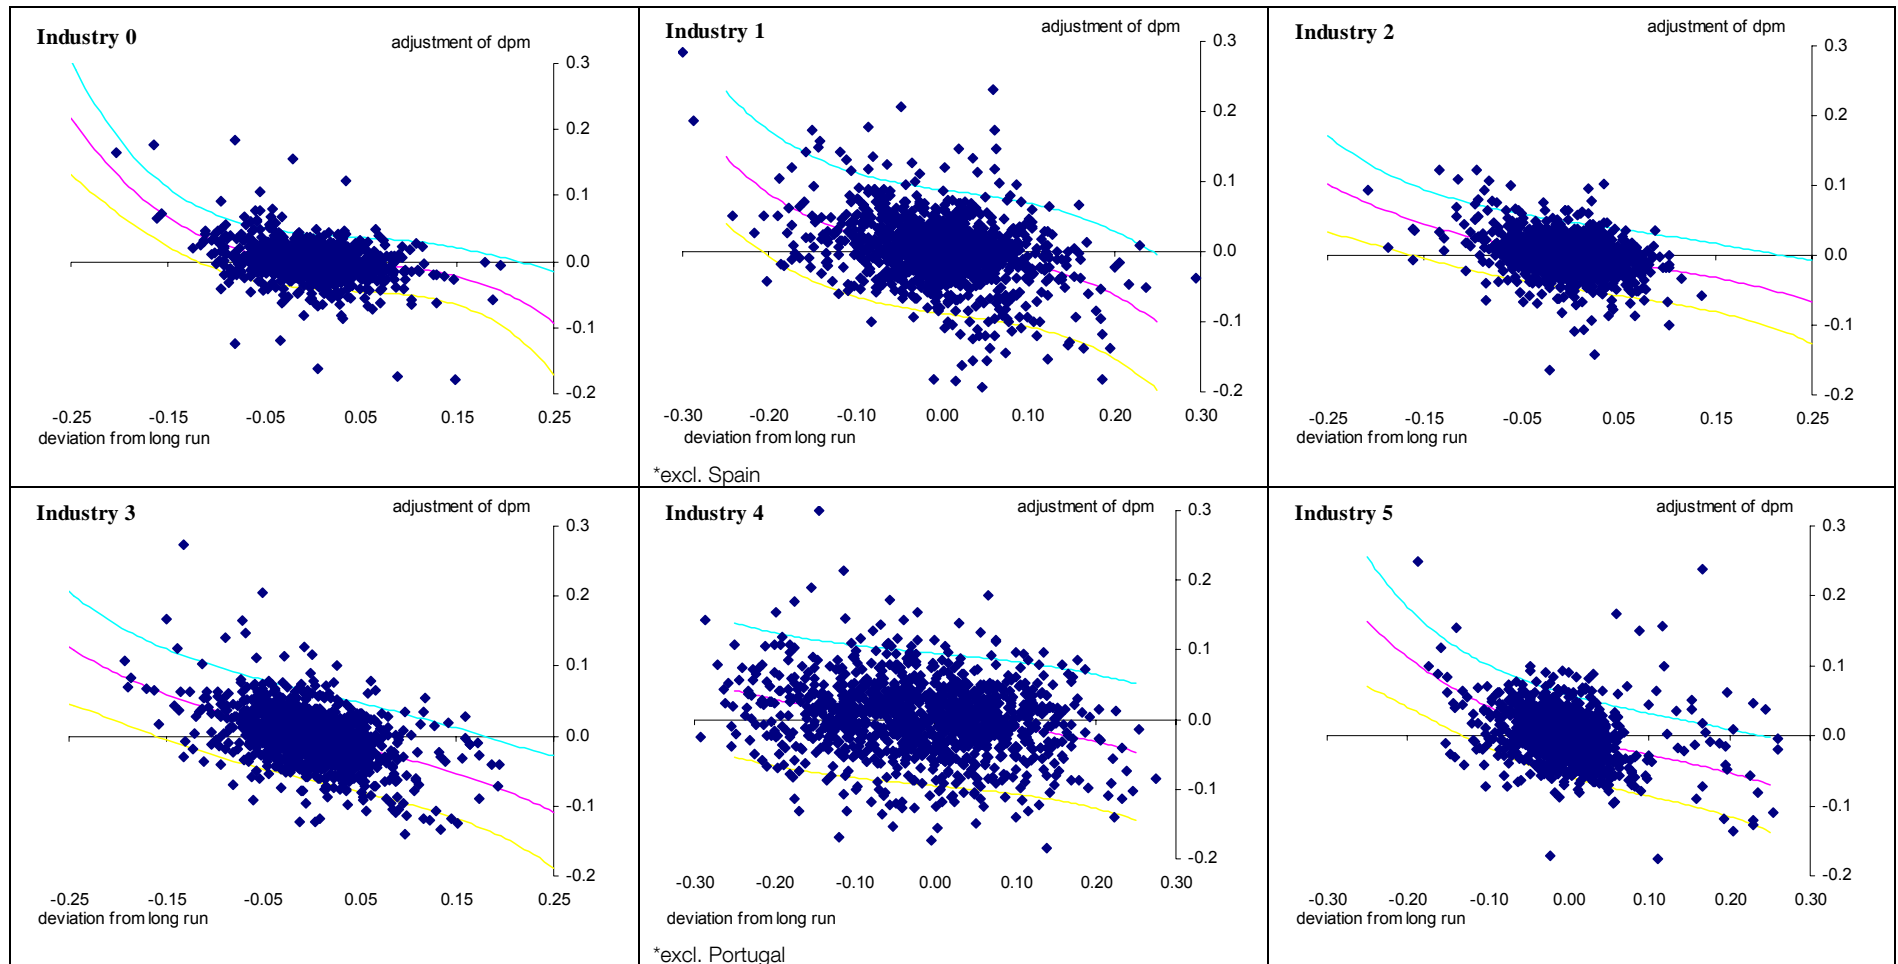 Industry 0
adjustment of dpm
0.3
0.2
0.1
0.0
-0.1
-0.2
-0.25 -0.15 -0.05 0.05 0.15 0.25
deviation from long run
Industry 1
adjustment of dpm
0.3
0.2
0.1
0.0
-0.1
-0.2
-0.30 -0.20 -0.10 0.00 0.10 0.20 0.30
deviation from long run
*excl. Spain
Industry 2
adjustment of dpm
0.3
0.2
0.1
0.0
-0.1
-0.2
-0.25 -0.15 -0.05 0.05 0.15 0.25
deviation from long run
Industry 3
adjustment of dpm
0.3
0.2
0.1
0.0
-0.1
-0.2
-0.25 -0.15 -0.05 0.05 0.15 0.25
deviation from long run
Industry 4
adjustment of dpm
0.3
0.2
0.1
0.0
-0.1
-0.2
-0.30 -0.20 -0.10 0.00 0.10 0.20 0.30
deviation from long run
*excl. Portugal
Industry 5
adjustment of dpm
0.3
0.2
0.1
0.0
-0.1
-0.2
-0.30 -0.20 -0.10 0.00 0.10 0.20 0.30
deviation from long run